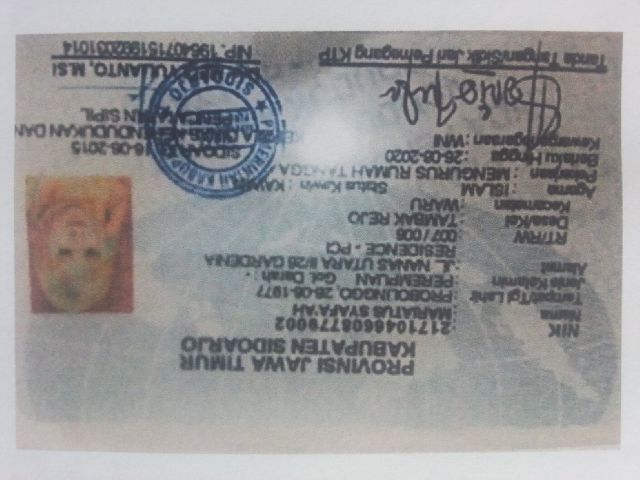 PROVINSI JAWA TIMUR
KABUPATEN SIDOARJO
NIK : 2171046608779002
Nama : MARIATUS SYAFA'AH
Tempat/Tgl Lahir : PROBOLINGGO, 26-08-1977
Jenis Kelamin : PEREMPUAN Gol. Darah : -
Alamat : JL. NANAS UTARA II/26 GARDENIA
RESIDENCE - PCI
RT/RW : 007/008
Desa/Kel : TAMBAK REJO
Kecamatan : WARU
Agama : ISLAM Status Kawin : KAWIN
Pekerjaan : MENGURUS RUMAH TANGGA
Berlaku Hingga : 26-08-2020
Kewarganegaraan : WNI
SIDOARJO, 16-06-2015
KEPALA DINAS KEPENDUDUKAN DAN
PENCATATAN SIPIL
PEMERINTAH KABUPATEN
SIDOARJO
YULIANTO, M.SI
NIP. 196407151992031014
Tanda Tangan/Sidik Jari Pemegang KTP